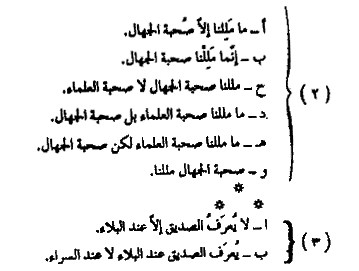 أ – ما مَلِلنا إلاّ صُحبة الجهال.
ب – إنّما مَلِلْنا صحبة الجهال.
ح – مللنا صحبة الجهال لا صحبة العلماء.
(٢)
د – ما مللنا صحبة العلماء بل صحبة الجهال.
هـ – ما مللنا صحبة العلماء لكن صحبة الجهال.
و – صحبة الجهال مللنا.
ا – لا يُعرَفُ الصديق إلاّ عند البلاء.
(٣)
ب – يُعرَف الصديق عند البلاء لا عند السراء.